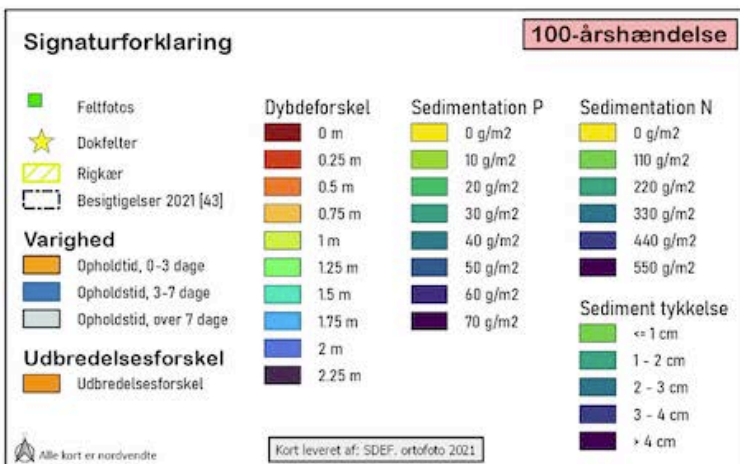 Signaturforklaring
100-årshændelse
Feltfotos
Dokfelter
Rigkær
Besigtigelser 2021 [43]
Varighed
Opholdtid, 0-3 dage
Opholdstid, 3-7 dage
Opholdstid, over 7 dage
Udbredelsesforskel
Udbredelsesforskel
Dybdeforskel
0 m
0.25 m
0.5 m
0.75 m
1 m
1.25 m
1.5 m
1.75 m
2 m
2.25 m
Sedimentation P
0 g/m2
10 g/m2
20 g/m2
30 g/m2
40 g/m2
50 g/m2
60 g/m2
70 g/m2
Sedimentation N
0 g/m2
110 g/m2
220 g/m2
330 g/m2
440 g/m2
550 g/m2
Sediment tykkelse
<= 1 cm
1 - 2 cm
2 - 3 cm
3 - 4 cm
> 4 cm
Alle kort er nordvendte
Kort leveret af: SDEF, ortofoto 2021